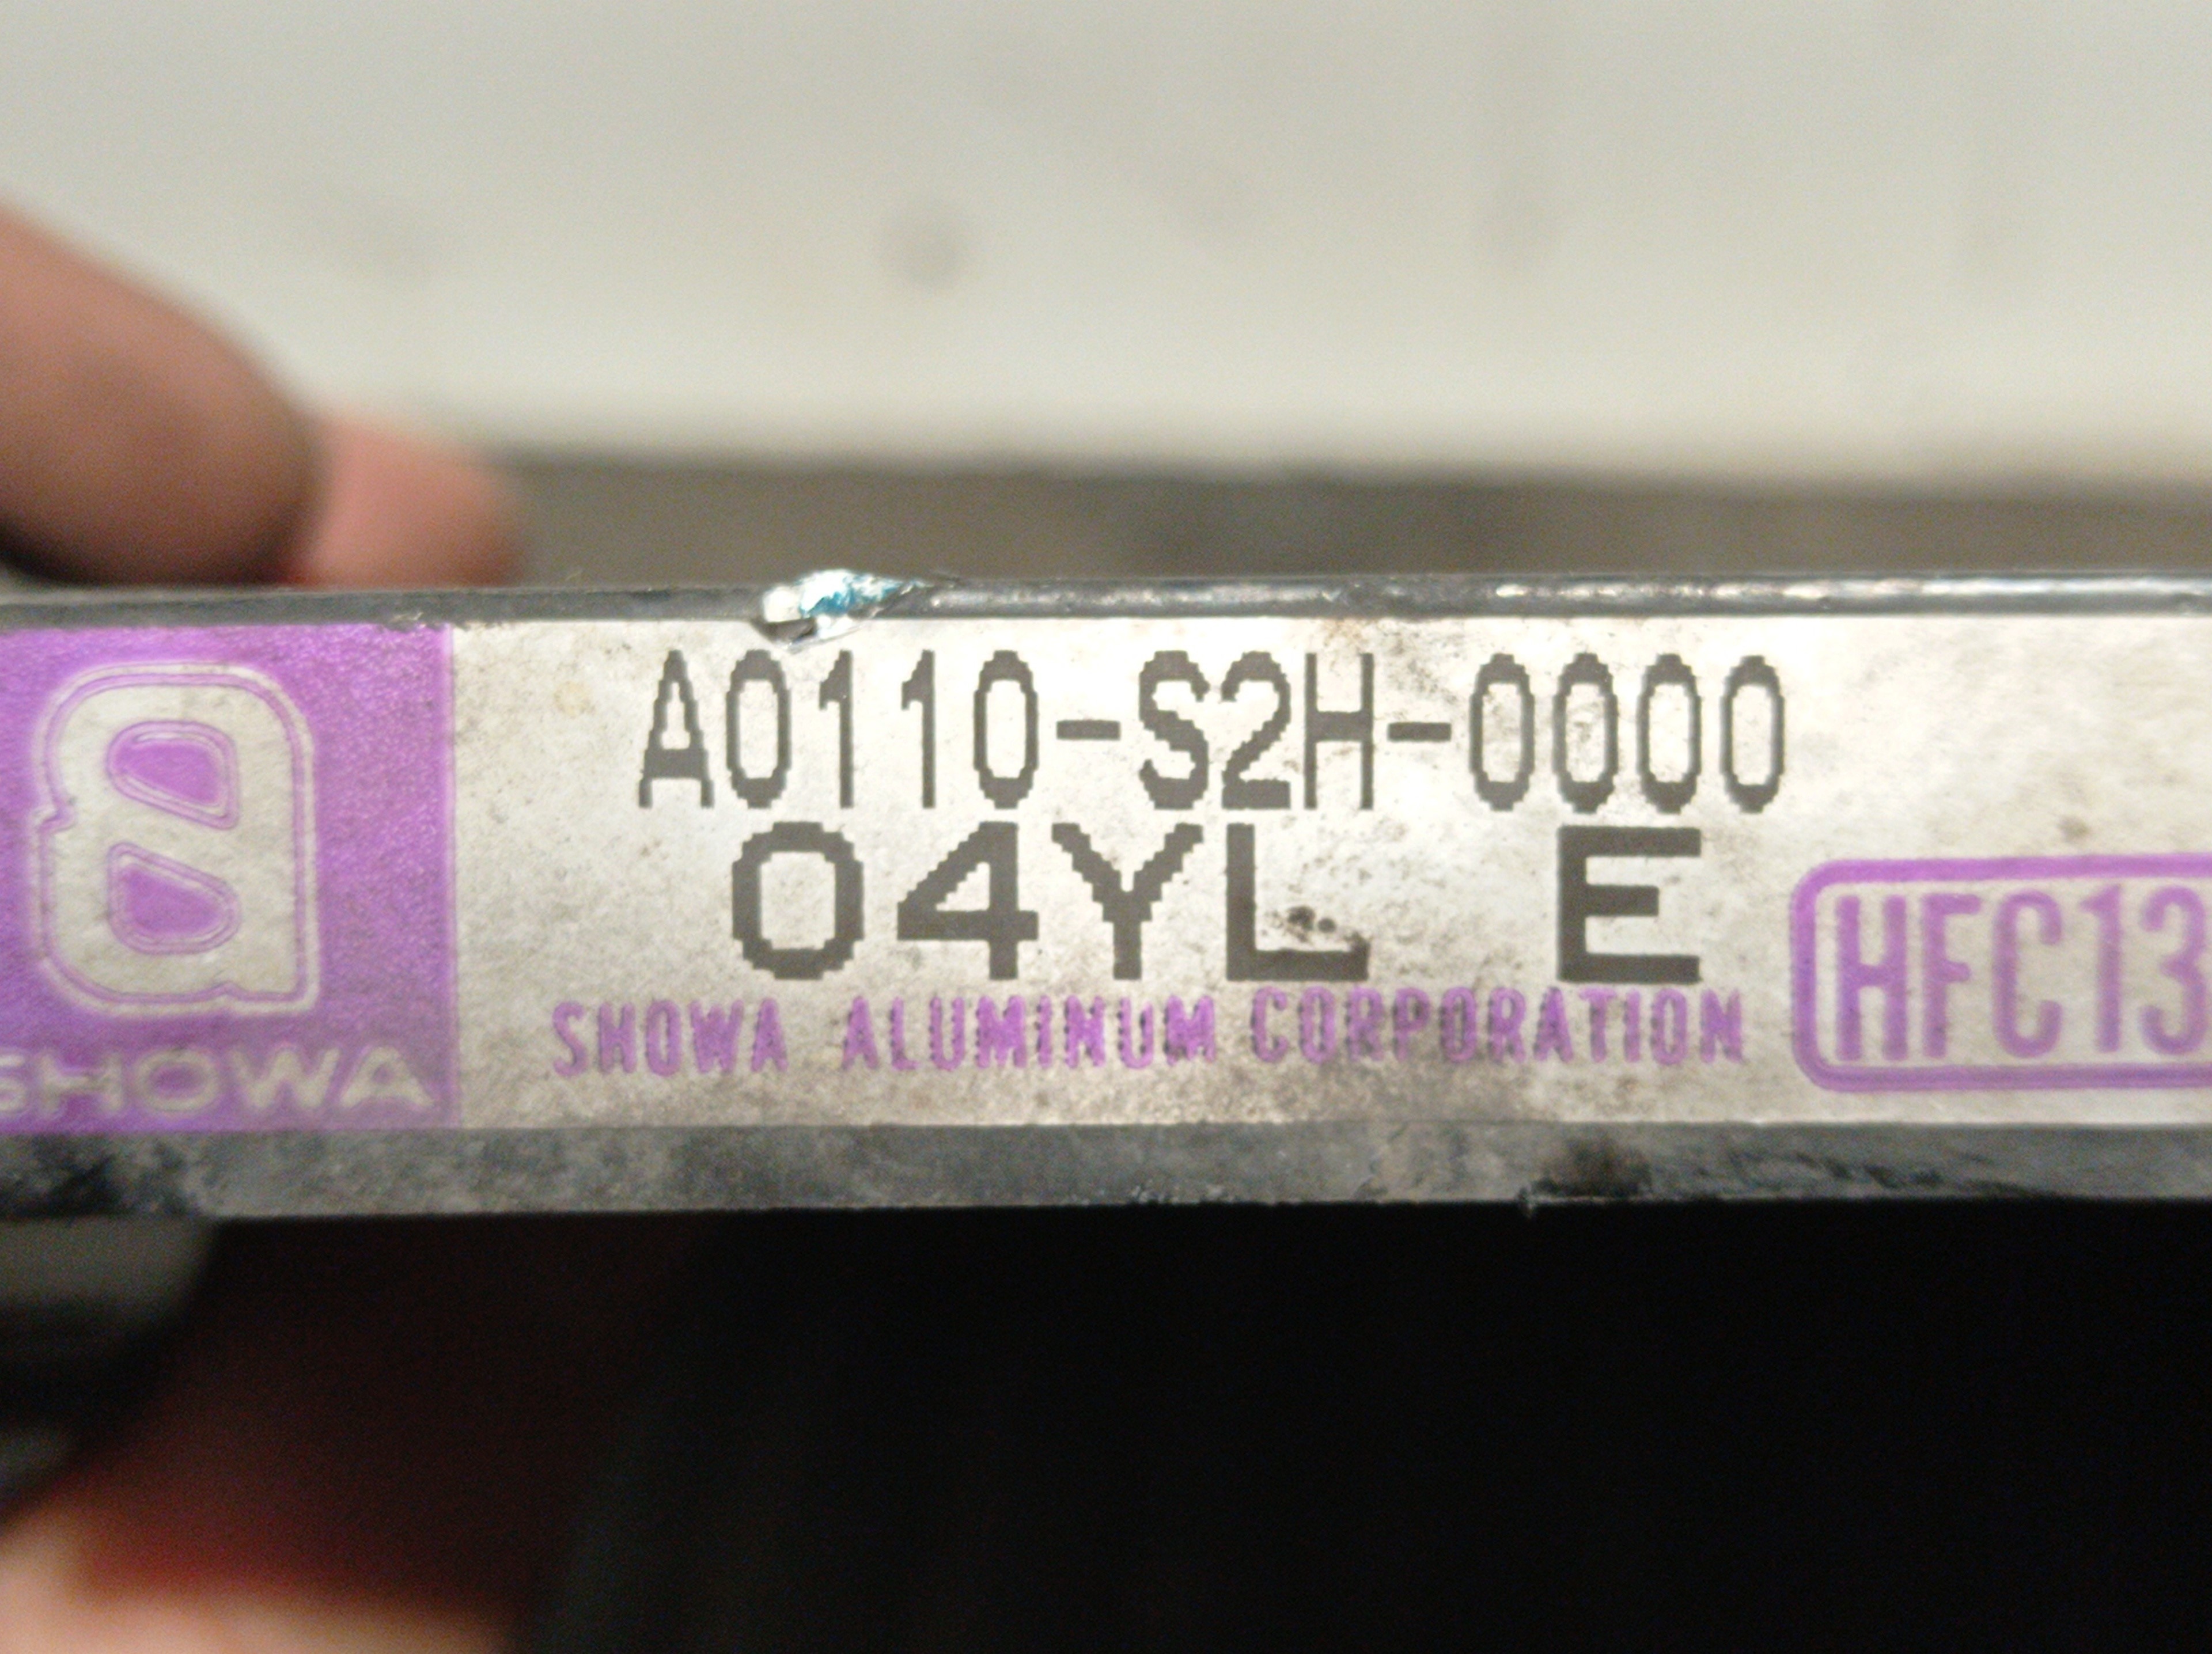 A0110-S2H-0000
04YL E
SHOWA ALUMINUM CORPORATION
HFC13
SHOWA